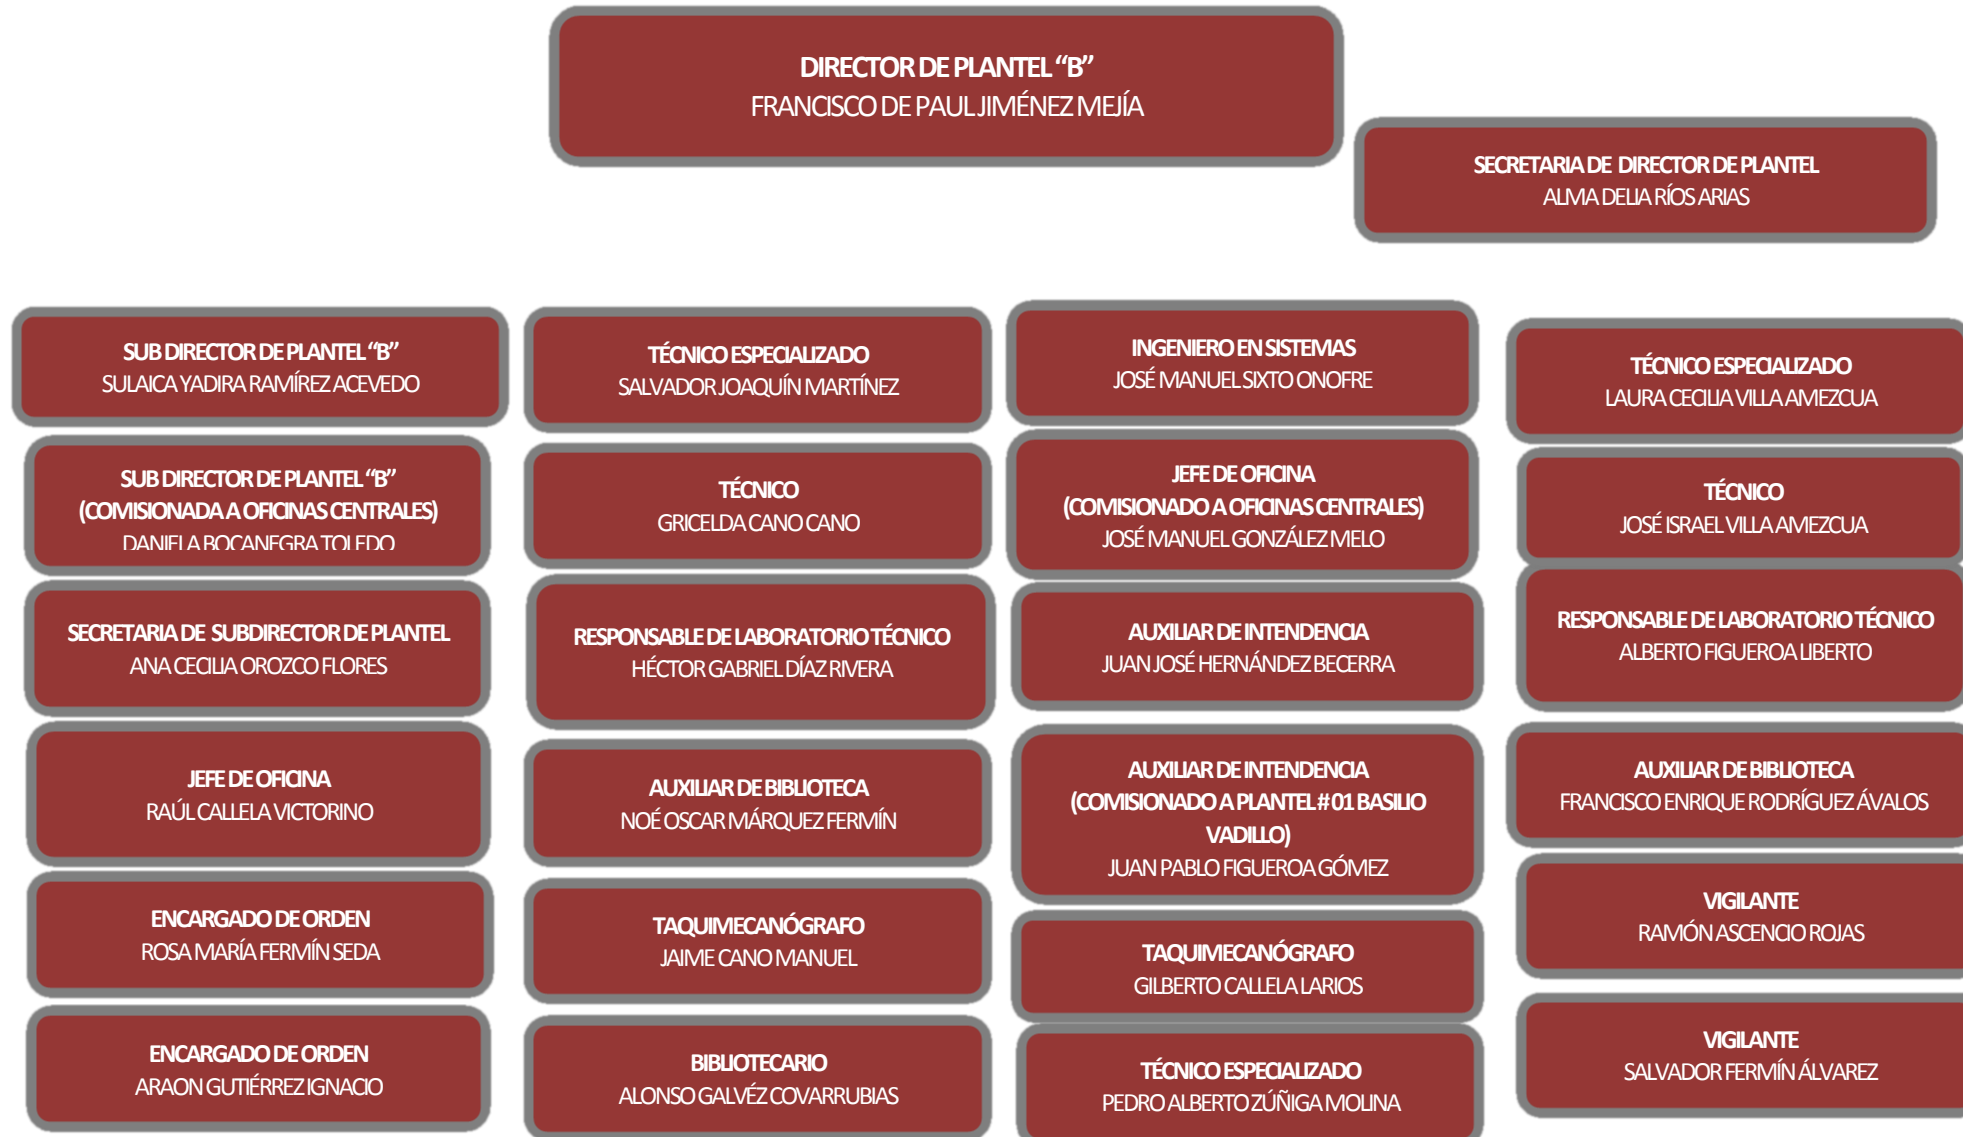 DIRECTOR DE PLANTEL “B”
FRANCISCO DE PAUL JIMÉNEZ MEJÍA
SECRETARIA DE DIRECTOR DE PLANTEL
ALMA DELIA RÍOS ARIAS
SUB DIRECTOR DE PLANTEL “B”
SULAICA YADIRA RAMÍREZ ACEVEDO
SUB DIRECTOR DE PLANTEL “B”
(COMISIONADA A OFICINAS CENTRALES)
DANIELA BOCANEGRA TOLEDO
SECRETARIA DE SUBDIRECTOR DE PLANTEL
ANA CECILIA OROZCO FLORES
JEFE DE OFICINA
RAÚL CALLELA VICTORINO
ENCARGADO DE ORDEN
ROSA MARÍA FERMÍN SEDA
ENCARGADO DE ORDEN
ARAON GUTIÉRREZ IGNACIO
TÉCNICO ESPECIALIZADO
SALVADOR JOAQUÍN MARTÍNEZ
TÉCNICO
GRICELDA CANO CANO
RESPONSABLE DE LABORATORIO TÉCNICO
HÉCTOR GABRIEL DÍAZ RIVERA
AUXILIAR DE BIBLIOTECA
NOÉ OSCAR MÁRQUEZ FERMÍN
TAQUIMECANÓGRAFO
JAIME CANO MANUEL
BIBLIOTECARIO
ALONSO GALVÉZ COVARRUBIAS
INGENIERO EN SISTEMAS
JOSÉ MANUEL SIXTO ONOFRE
JEFE DE OFICINA
(COMISIONADO A OFICINAS CENTRALES)
JOSÉ MANUEL GONZÁLEZ MELO
AUXILIAR DE INTENDENCIA
JUAN JOSÉ HERNÁNDEZ BECERRA
AUXILIAR DE INTENDENCIA
(COMISIONADO A PLANTEL # 01 BASILIO
VADILLO)
JUAN PABLO FIGUEROA GÓMEZ
TAQUIMECANÓGRAFO
GILBERTO CALLELA LARIOS
TÉCNICO ESPECIALIZADO
PEDRO ALBERTO ZÚÑIGA MOLINA
TÉCNICO ESPECIALIZADO
LAURA CECILIA VILLA AMEZCUA
TÉCNICO
JOSÉ ISRAEL VILLA AMEZCUA
RESPONSABLE DE LABORATORIO TÉCNICO
ALBERTO FIGUEROA LIBERTO
AUXILIAR DE BIBLIOTECA
FRANCISCO ENRIQUE RODRÍGUEZ ÁVALOS
VIGILANTE
RAMÓN ASCENCIO ROJAS
VIGILANTE
SALVADOR FERMÍN ÁLVAREZ